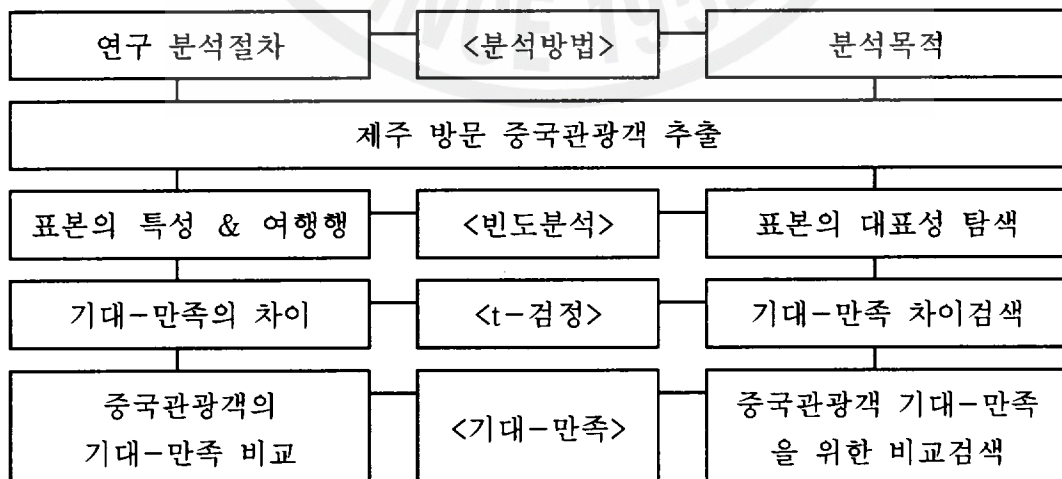 연구 분석절차 <분석방법> 분석목적
제주 방문 중국관광객 추출
표본의 특성 & 여행행 <빈도분석> 표본의 대표성 탐색
기대-만족의 차이 <t-검정> 기대-만족 차이검색
중국관광객의
기대-만족 비교
<기대-만족>
중국관광객 기대-만족
을 위한 비교검색